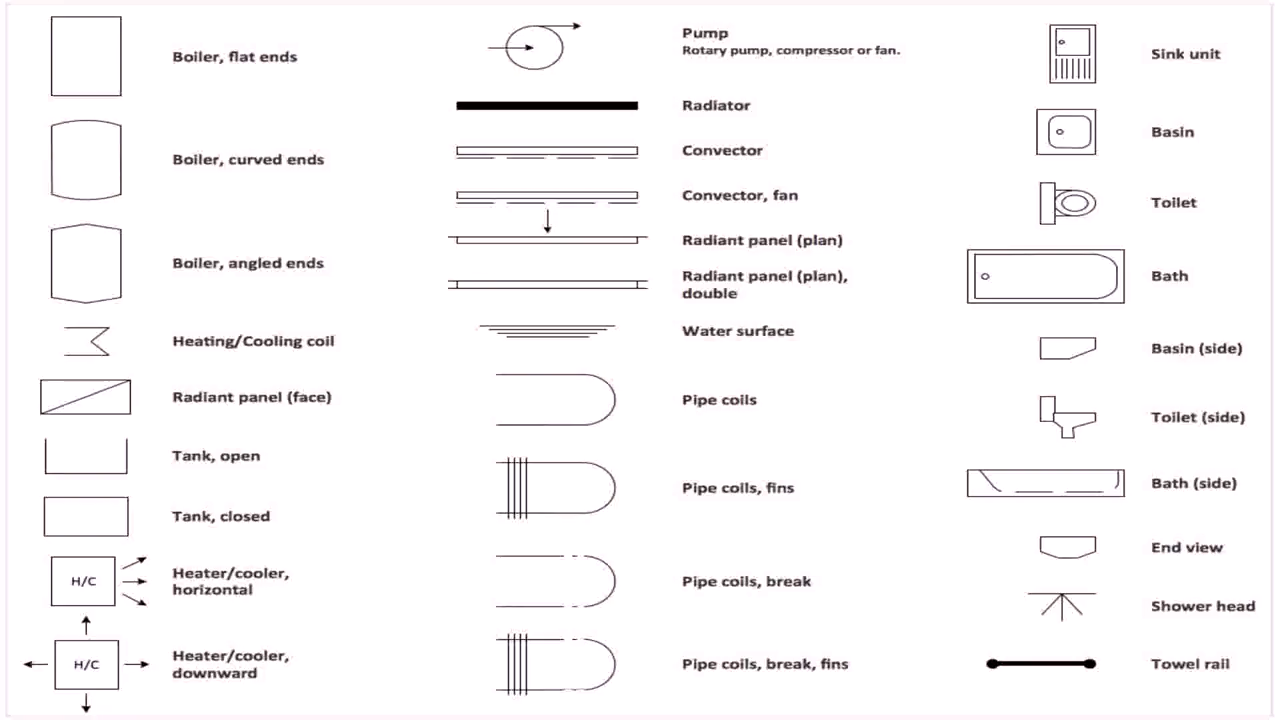 Boiler, flat ends
Boiler, curved ends
Boiler, angled ends
Heating/Cooling coil
Radiant panel (face)
Tank, open
Tank, closed
H/C
Heater/cooler,
horizontal
H/C
Heater/cooler,
downward
Pump
Rotary pump, compressor or fan.
Radiator
Convector
Convector, fan
Radiant panel (plan)
Radiant panel (plan),
double
Water surface
Pipe coils
Pipe coils, fins
Pipe coils, break
Pipe coils, break, fins
Sink unit
Basin
Toilet
Bath
Basin (side)
Toilet (side)
Bath (side)
End view
Shower head
Towel rail